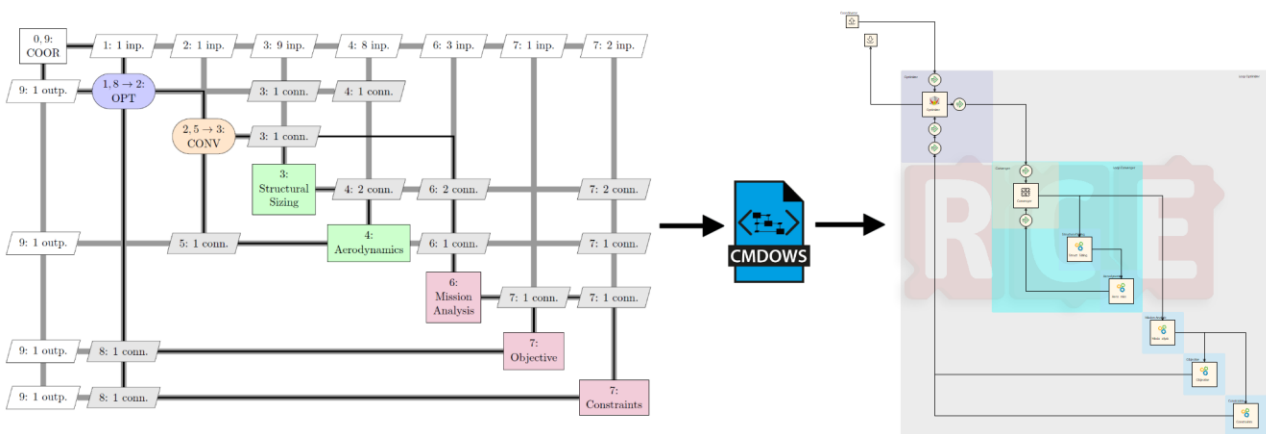 0, 9:
COOR
1: 1 inp.
2: 1 inp.
3: 9 inp.
4: 8 inp.
6: 3 inp.
7: 1 inp.
7: 2 inp.
9: 1 outp.
1, 8 → 2:
OPT
3: 1 conn.
4: 1 conn.
2, 5 → 3:
CONV
3: 1 conn.
3:
Structural
Sizing
4: 2 conn.
6: 2 conn.
7: 2 conn.
9: 1 outp.
5: 1 conn.
4:
Aerodynamics
6: 1 conn.
7: 1 conn.
6:
Mission
Analysis
7: 1 conn.
7: 1 conn.
9: 1 outp.
8: 1 conn.
7:
Objective
9: 1 outp.
8: 1 conn.
7:
Constraints
CMDOWS
RCE